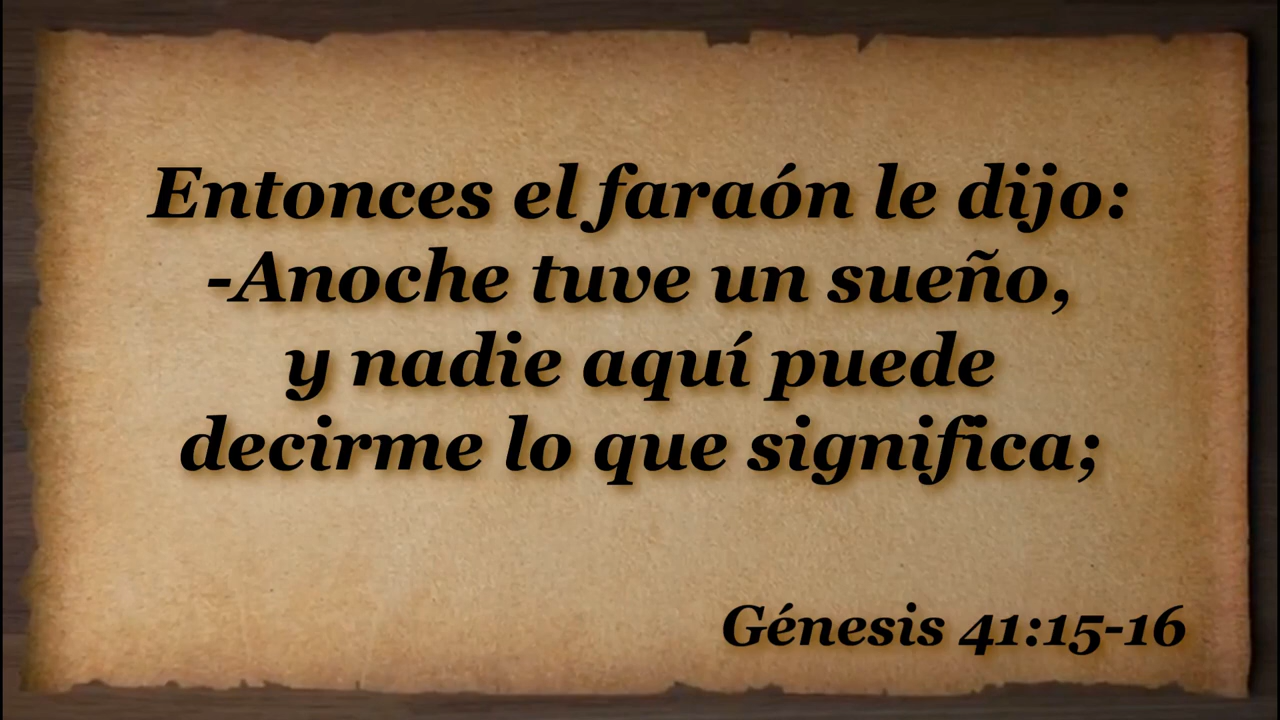 Entonces el faraón le dijo:
-Anoche tuve un sueño,
y nadie aquí puede
decirme lo que significa;
Génesis 41:15-16